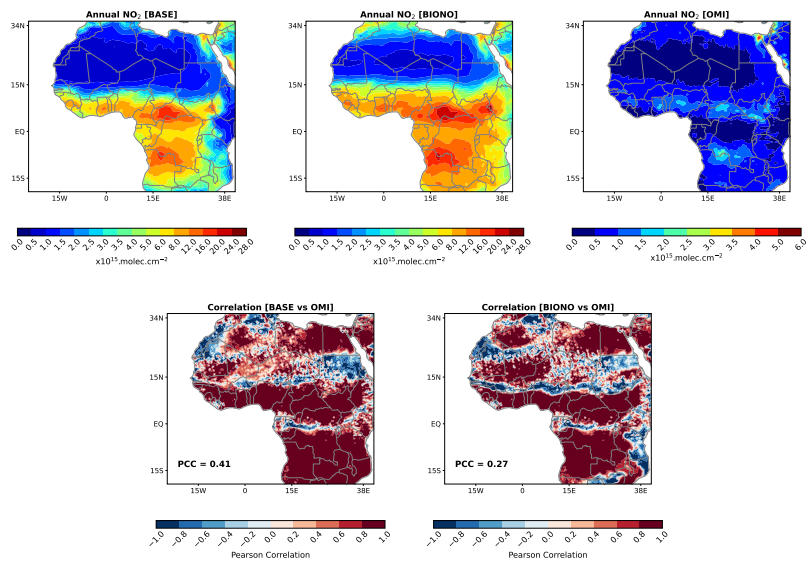 Annual NO₂ [BASE]
Annual NO₂ [BIONO]
Annual NO₂ [OMI]
34N
15N
EQ
15S
15W 0 15E 38E
34N
15N
EQ
15S
15W 0 15E 38E
34N
15N
EQ
15S
15W 0 15E 38E
0.0 0.5 1.0 1.5 2.0 2.5 3.0 3.5 4.0 5.0 6.0 8.0 12.0 16.0 20.0 24.0 28.0
x10¹⁵.molec.cm⁻²
0.0 0.5 1.0 1.5 2.0 2.5 3.0 3.5 4.0 5.0 6.0 8.0 12.0 16.0 20.0 24.0 28.0
x10¹⁵.molec.cm⁻²
0.0 0.5 1.0 1.5 2.0 2.5 3.0 3.5 4.0 5.0 6.0
x10¹⁵.molec.cm⁻²
Correlation [BASE vs OMI]
Correlation [BIONO vs OMI]
34N
15N
EQ
15S
PCC = 0.41
15W 0 15E 38E
34N
15N
EQ
15S
PCC = 0.27
15W 0 15E 38E
−1.0 −0.8 −0.6 −0.4 −0.2 0.0 0.2 0.4 0.6 0.8 1.0
Pearson Correlation
−1.0 −0.8 −0.6 −0.4 −0.2 0.0 0.2 0.4 0.6 0.8 1.0
Pearson Correlation